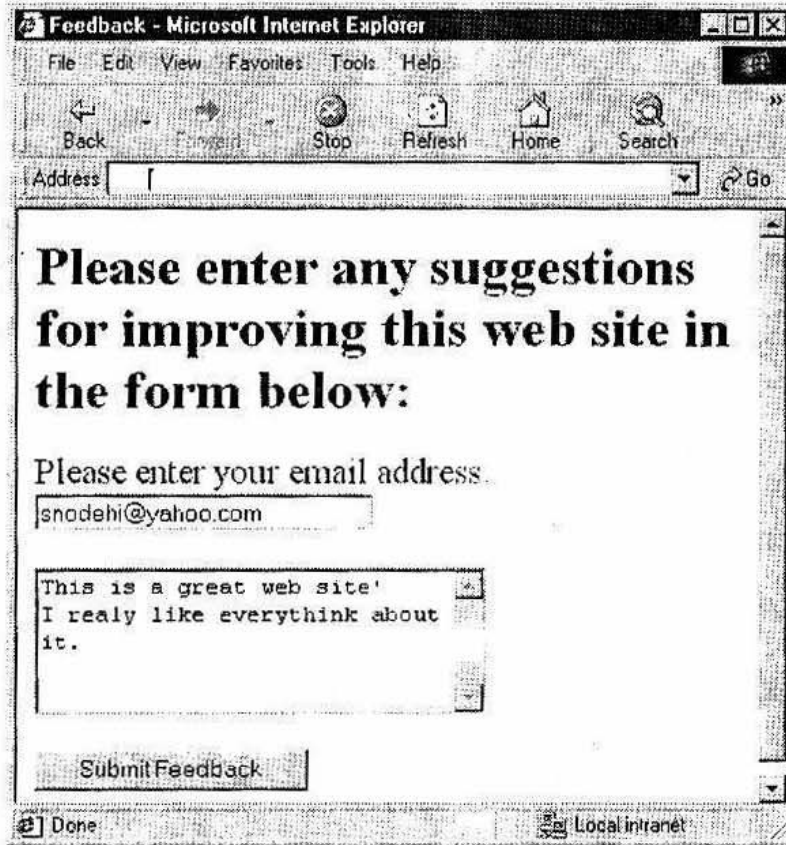 Feedback - Microsoft Internet Explorer
File Edit View Favorites Tools Help
Back Forward Stop Refresh Home Search »
Address Go
Please enter any suggestions
for improving this web site in
the form below:
Please enter your email address.
snodehi@yahoo.com
This is a great web site'
I realy like everythink about
it.
Submit Feedback
Done Local intranet